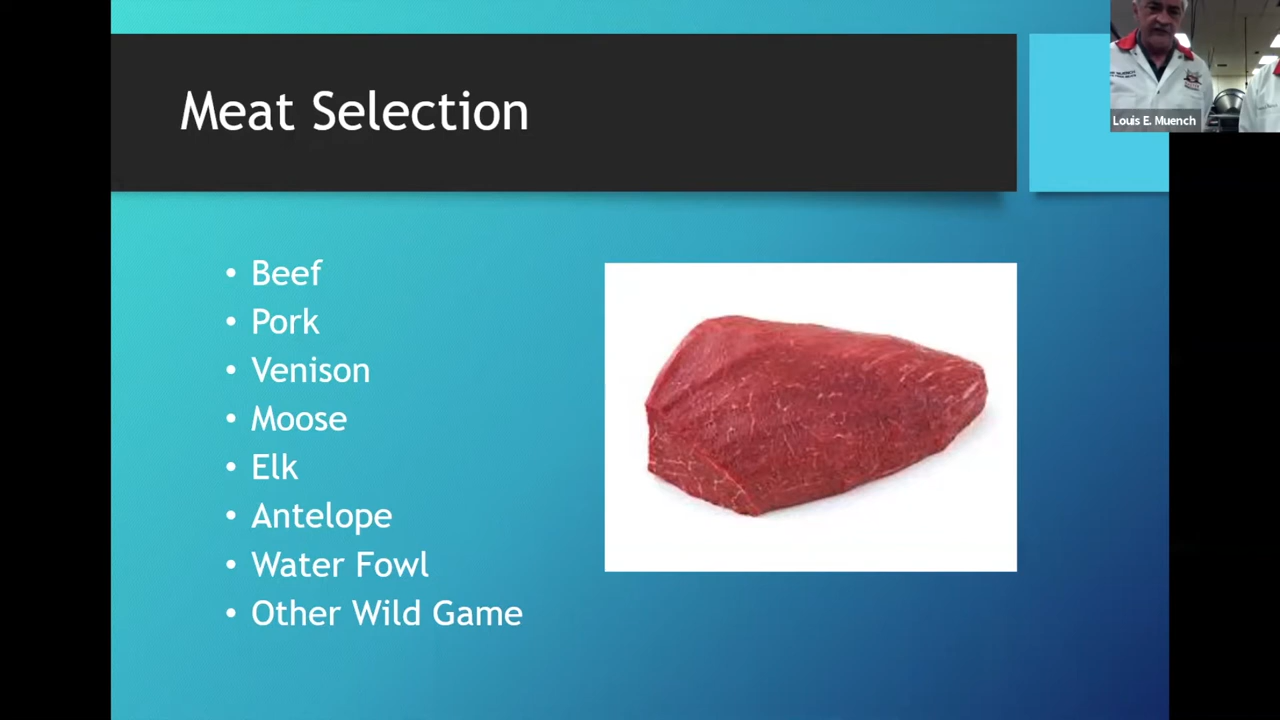 Meat Selection
Louis E. Muench
• Beef
• Pork
• Venison
• Moose
• Elk
• Antelope
• Water Fowl
• Other Wild Game